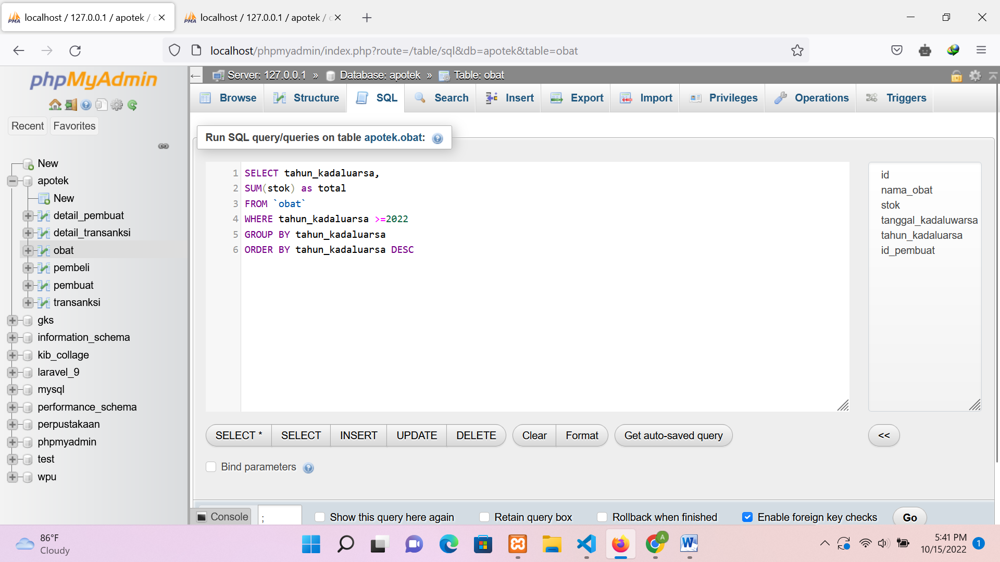 localhost / 127.0.0.1 / apotek /
localhost / 127.0.0.1 / apotek /
localhost/phpmyadmin/index.php?route=/table/sql&db=apotek&table=obat
phpMyAdmin
Recent
Favorites
New
apotek
New
detail_pembuat
detail_transanksi
obat
pembeli
pembuat
transanksi
gks
information_schema
kib_collage
laravel_9
mysql
performance_schema
perpustakaan
phpmyadmin
test
wpu
Server: 127.0.0.1 » Database: apotek » Table: obat
Browse Structure SQL Search Insert Export Import Privileges Operations Triggers
Run SQL query/queries on table apotek.obat:
1 SELECT tahun_kadaluarsa,
2 SUM(stok) as total
3 FROM `obat`
4 WHERE tahun_kadaluarsa >=2022
5 GROUP BY tahun_kadaluarsa
6 ORDER BY tahun_kadaluarsa DESC
id
nama_obat
stok
tanggal_kadaluwarsa
tahun_kadaluarsa
id_pembuat
SELECT * SELECT INSERT UPDATE DELETE Clear Format Get auto-saved query <<
Bind parameters
Console ; Show this query here again Retain query box Rollback when finished Enable foreign key checks Go
86°F
Cloudy
A
5:41 PM
10/15/2022
1